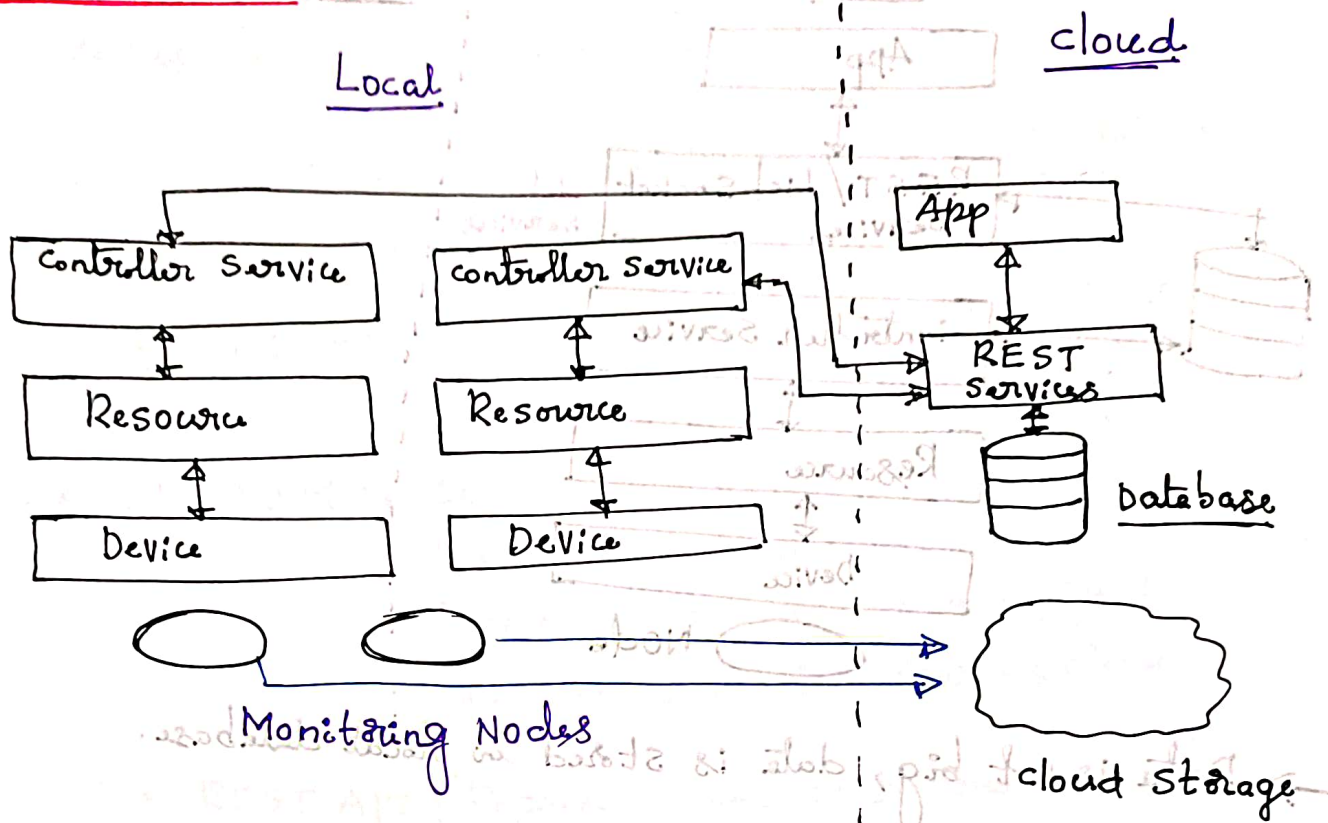 Local
cloud
App
Controller Service
controller service
REST
Services
Resource
Resource
Database
Device
Device
Monitoring Nodes
cloud Storage